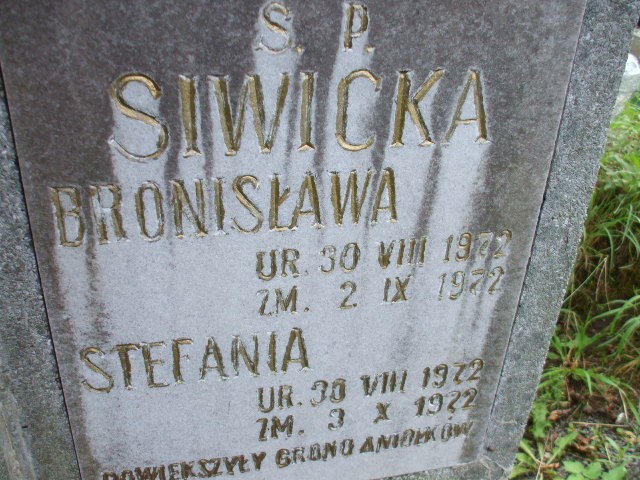 Ś. P.
SIWICKA
BRONISŁAWA
UR. 30 VIII 1972
ZM. 2 IX 1972
STEFANIA
UR. 30 VIII 1972
ZM. 3 X 1972
POWIĘKSZYŁY GRONO ANIOŁKÓW